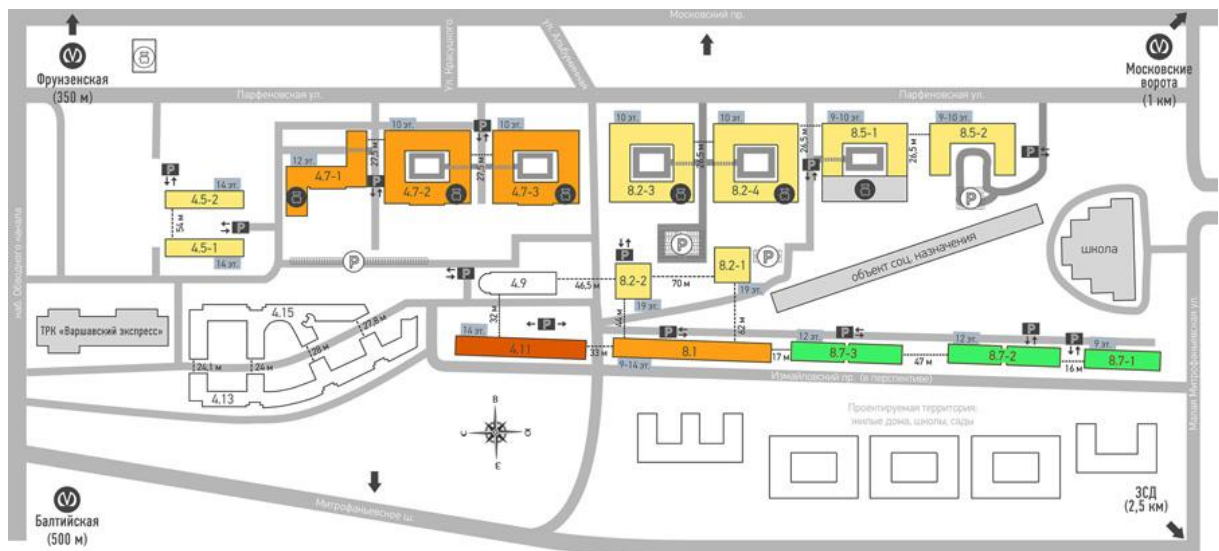 Московский пр.
Фрунзенская
(350 м)
Ул. Красуцкого
ул. Альбуминная
Московские
ворота
(1 км)
Парфеновская ул.
Парфеновская ул.
10 эт.
10 эт.
10 эт.
10 эт.
9-10 эт.
9-10 эт.
12 эт.
27,5 м
27,5 м
26,5 м
26,5 м
26,5 м
4.7-1
4.7-2
4.7-3
8.2-3
8.2-4
8.5-1
8.5-2
P
P
P
P
P
14 эт.
4.5-2
54 м
P
4.5-1
14 эт.
P
P
P
P
наб. Обводного канала
объект соц. назначения
школа
P
4.9
46,5 м
8.2-2
70 м
8.2-1
19 эт.
19 эт.
ТРК «Варшавский экспресс»
4.15
27,8 м
28 м
24,1 м
24 м
4.13
32 м
44 м
62 м
14 эт.
P
P
12 эт.
P
12 эт.
P
P
9 эт.
4.11
33 м
8.1
17 м
8.7-3
47 м
8.7-2
16 м
8.7-1
9-14 эт.
Измайловский пр. (в перспективе)
Малая Митрофаньевская ул.
Проектируемая территория:
жилые дома, школы, сады
В
С
Ю
З
Митрофаньевское ш.
Балтийская
(500 м)
ЗСД
(2,5 км)